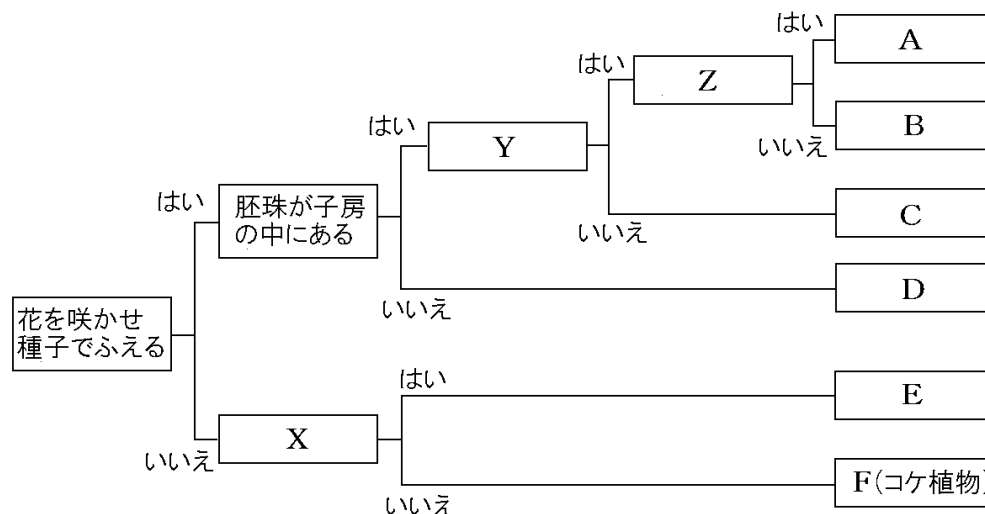 はい
A
はい
Z
はい
Y
いいえ
B
はい
胚珠が子房
の中にある
いいえ
C
いいえ
D
花を咲かせ
種子でふえる
はい
E
X
いいえ
いいえ
F(コケ植物)